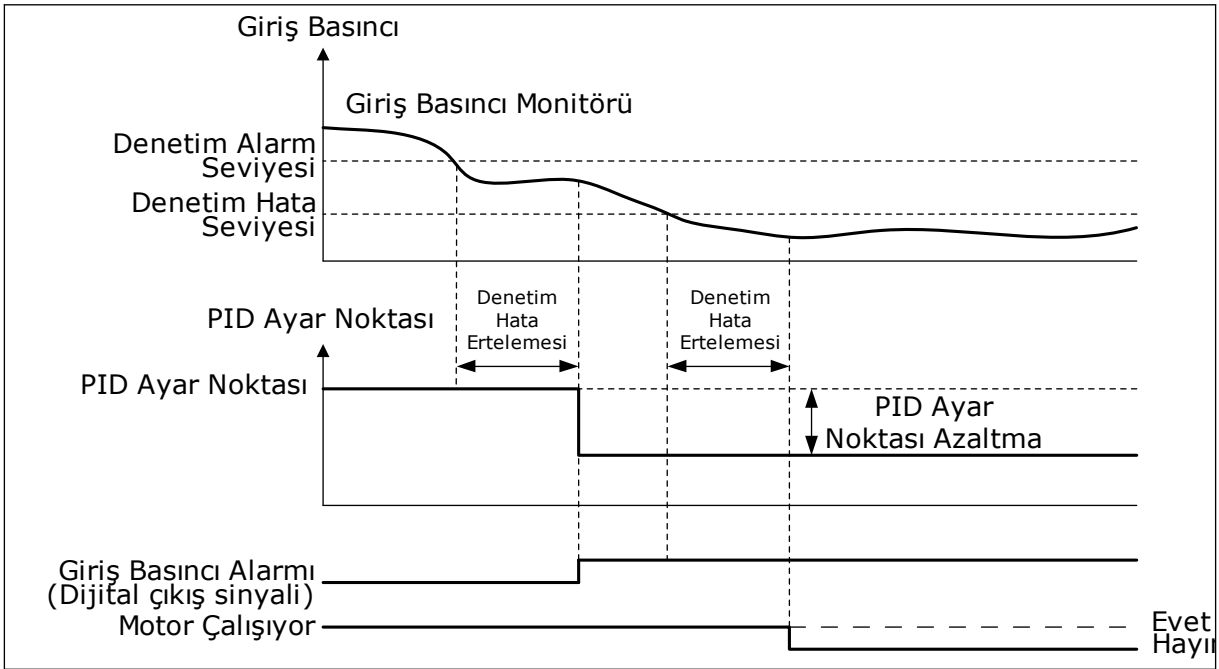 Giriş Basıncı
Giriş Basıncı Monitörü
Denetim Alarm
Seviyesi
Denetim Hata
Seviyesi
Denetim
Hata
Ertelemesi
Denetim
Hata
Ertelemesi
PID Ayar Noktası
PID Ayar Noktası
PID Ayar
Noktası Azaltma
Giriş Basıncı Alarmı
(Dijital çıkış sinyali)
Motor Çalışıyor
Evet
Hayır